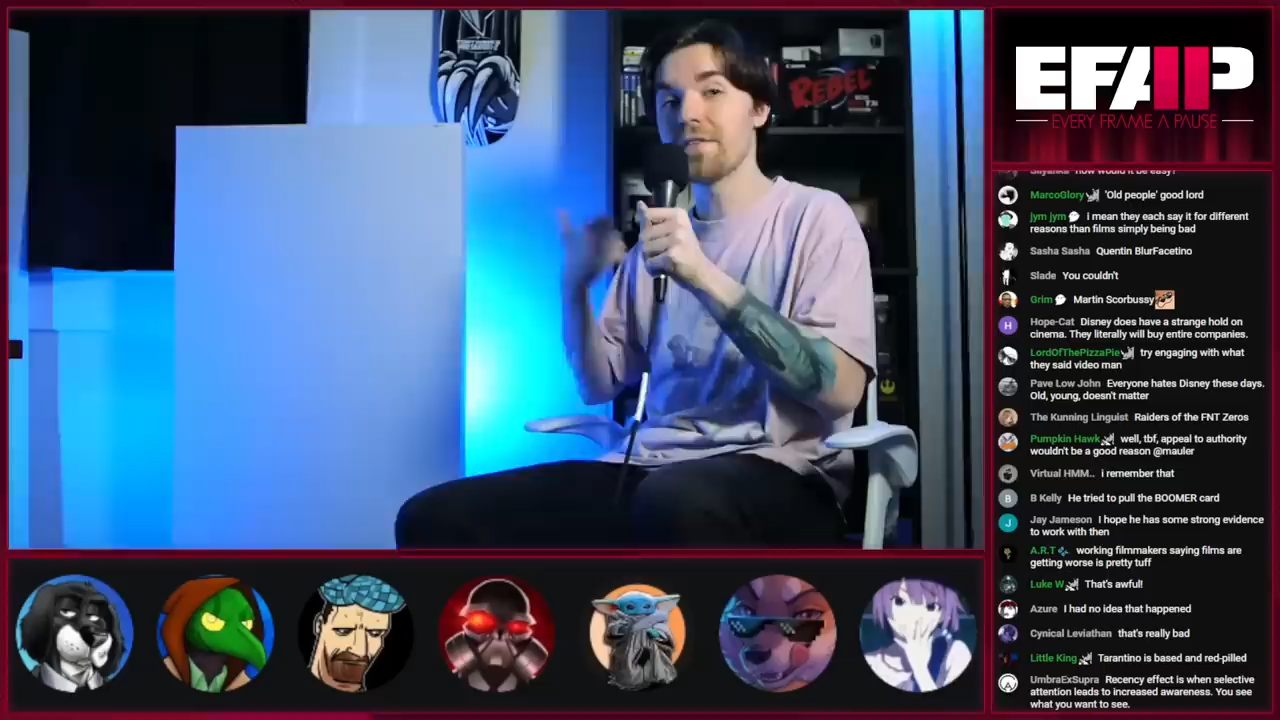 REBEL
EFAP
EVERY FRAME A PAUSE
how would it be easy?
MarcoGlory 'Old people' good lord
jym jym i mean they each say it for different
reasons than films simply being bad
Sasha Sasha Quentin BlurFacetino
Slade You couldn't
Grim Martin Scorbussy
H Hope-Cat Disney does have a strange hold on
cinema. They literally will buy entire companies.
LordOfThePizzaPie try engaging with what
they said video man
Pave Low John Everyone hates Disney these days.
Old, young, doesn't matter
The Kunning Linguist Raiders of the FNT Zeros
Pumpkin Hawk well, tbf, appeal to authority
wouldn't be a good reason @mauler
Virtual HMM.. i remember that
B B Kelly He tried to pull the BOOMER card
J Jay Jameson I hope he has some strong evidence
to work with then
A.R.T working filmmakers saying films are
getting worse is pretty tuff
Luke W That's awful!
Azure I had no idea that happened
Cynical Leviathan that's really bad
Little King Tarantino is based and red-pilled
UmbraExSupra Recency effect is when selective
attention leads to increased awareness. You see
what you want to see.